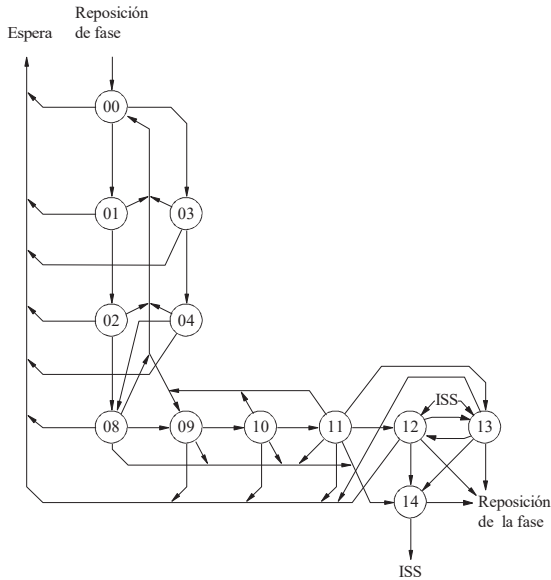 Reposición
de fase
Espera
00
01
03
02
04
08
09
10
11
12
ISS
13
14
Reposición
de la fase
ISS